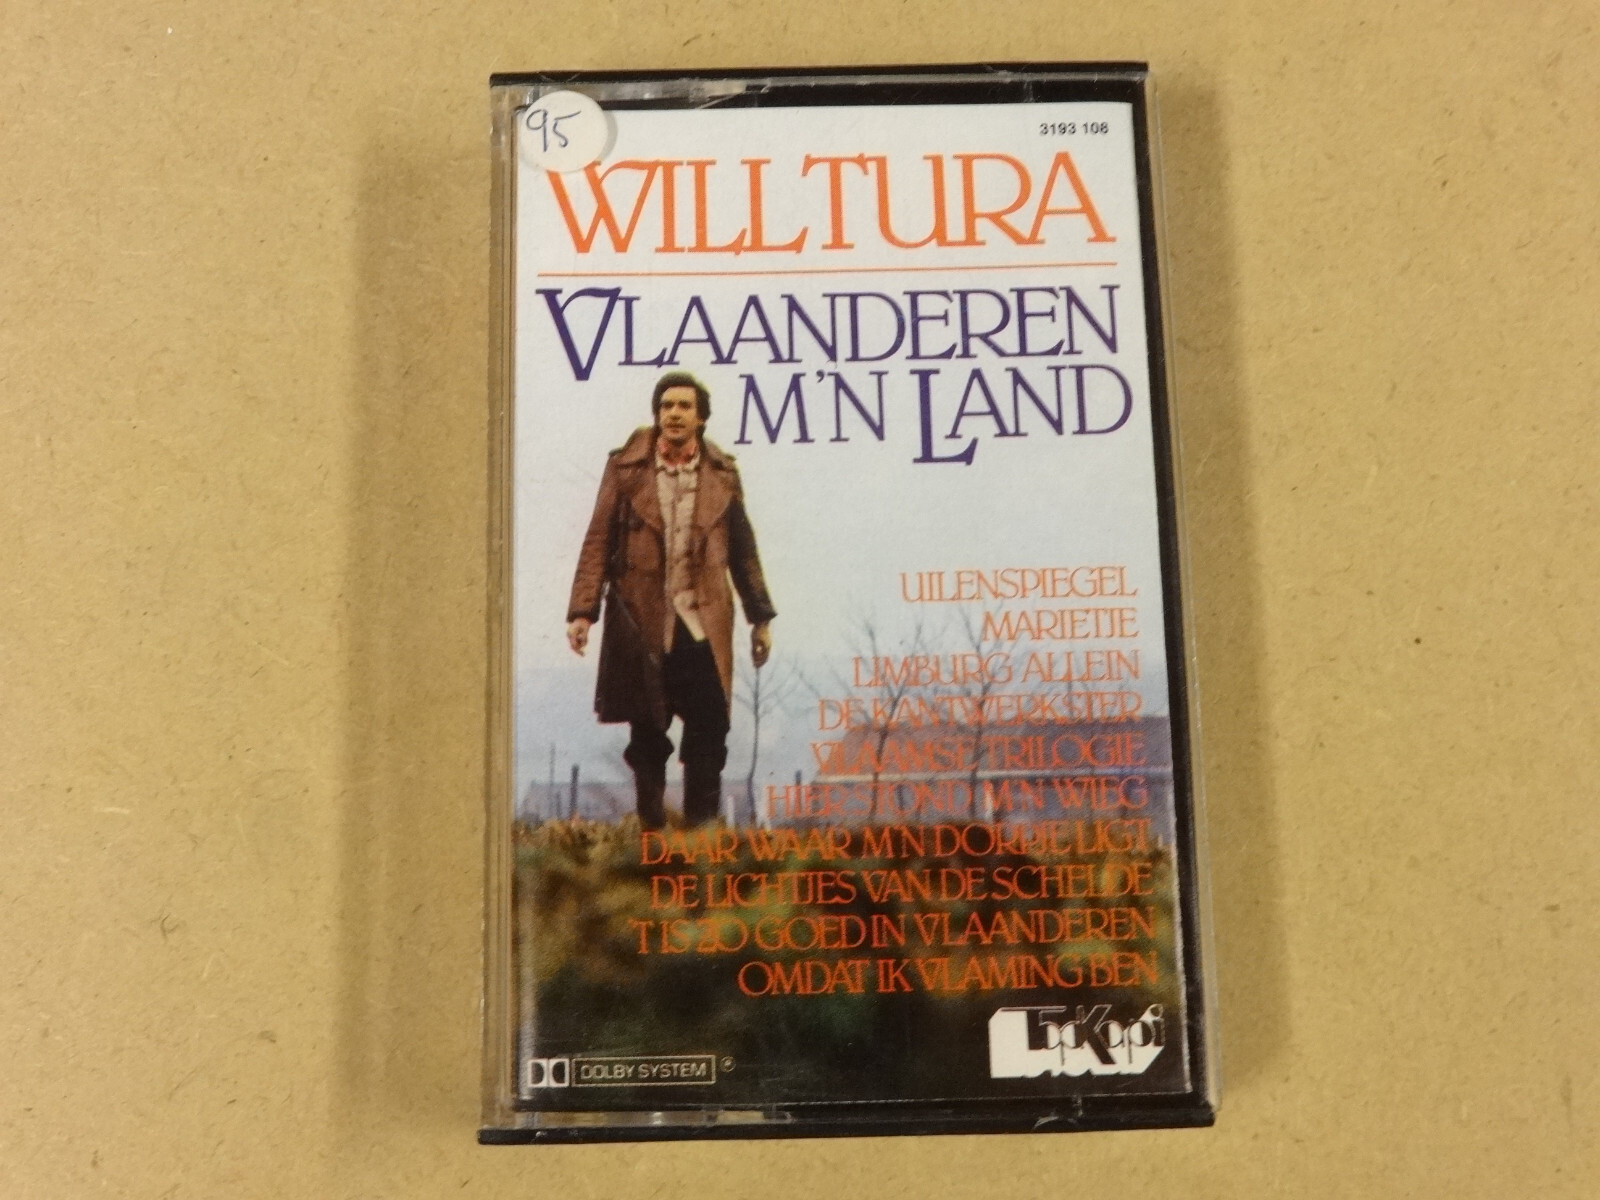 95
3193 108
WILL TURA
VLAANDEREN
M'N LAND
UILENSPIEGEL
MARIETJE
LIMBURG ALLEIN
DE KANTWERKSTER
VLAAMSE TRILOGIE
HIER STOND M'N WIEG
DAAR WAAR M'N DORPJE LIGT
DE LICHTJES VAN DE SCHELDE
'T IS ZO GOED IN VLAANDEREN
OMDAT IK VLAMING BEN
TopKapi
DOLBY SYSTEM ®